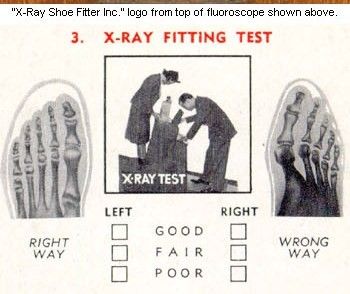 "X-Ray Shoe Fitter Inc." logo from top of fluoroscope shown above.
3. X-RAY FITTING TEST
X-RAY TEST
LEFT RIGHT
GOOD
FAIR
POOR
RIGHT
WAY
WRONG
WAY